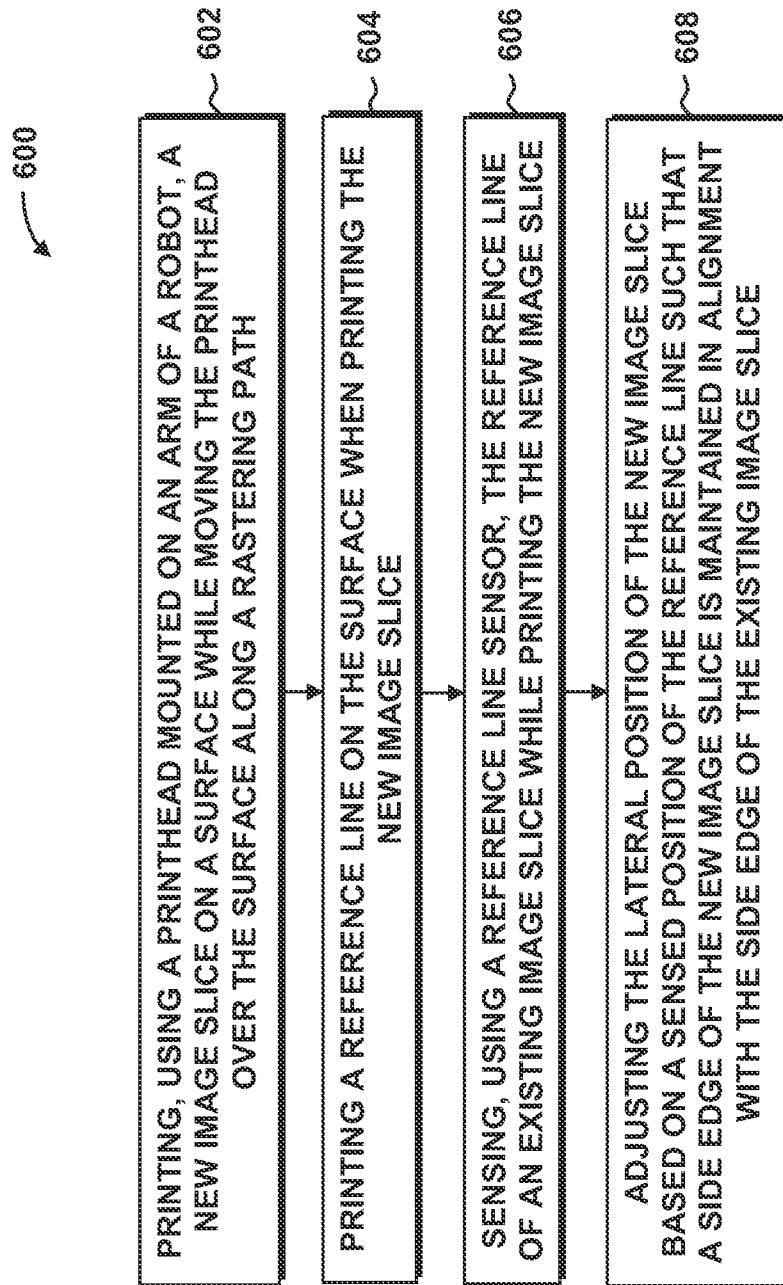 600
PRINTING, USING A PRINTHEAD MOUNTED ON AN ARM OF A ROBOT, A
NEW IMAGE SLICE ON A SURFACE WHILE MOVING THE PRINTHEAD
OVER THE SURFACE ALONG A RASTERING PATH
602
PRINTING A REFERENCE LINE ON THE SURFACE WHEN PRINTING THE
NEW IMAGE SLICE
604
SENSING, USING A REFERENCE LINE SENSOR, THE REFERENCE LINE
OF AN EXISTING IMAGE SLICE WHILE PRINTING THE NEW IMAGE SLICE
606
ADJUSTING THE LATERAL POSITION OF THE NEW IMAGE SLICE
BASED ON A SENSED POSITION OF THE REFERENCE LINE SUCH THAT
A SIDE EDGE OF THE NEW IMAGE SLICE IS MAINTAINED IN ALIGNMENT
WITH THE SIDE EDGE OF THE EXISTING IMAGE SLICE
608